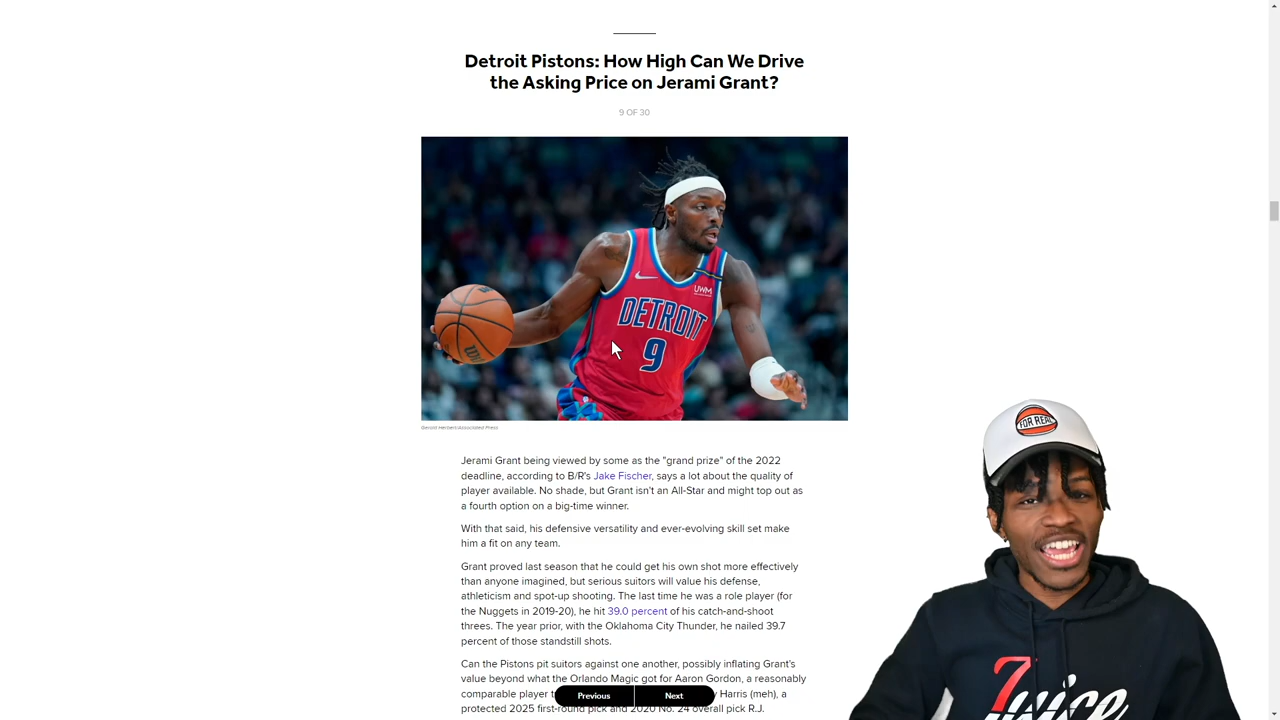 Detroit Pistons: How High Can We Drive
the Asking Price on Jerami Grant?
9 OF 30
UWM
DETROIT
9
Gerald Herbert/Associated Press
Jerami Grant being viewed by some as the "grand prize" of the 2022
deadline, according to B/R's Jake Fischer, says a lot about the quality of
player available. No shade, but Grant isn't an All-Star and might top out as
a fourth option on a big-time winner.
With that said, his defensive versatility and ever-evolving skill set make
him a fit on any team.
Grant proved last season that he could get his own shot more effectively
than anyone imagined, but serious suitors will value his defense,
athleticism and spot-up shooting. The last time he was a role player (for
the Nuggets in 2019-20), he hit 39.0 percent of his catch-and-shoot
threes. The year prior, with the Oklahoma City Thunder, he nailed 39.7
percent of those standstill shots.
Can the Pistons pit suitors against one another, possibly inflating Grant's
value beyond what the Orlando Magic got for Aaron Gordon, a reasonably
comparable player Harris (meh), a
protected 2025 first-round pick and 2020 No. 24 overall pick R.J.
Previous Next
FOR REAL
7uice